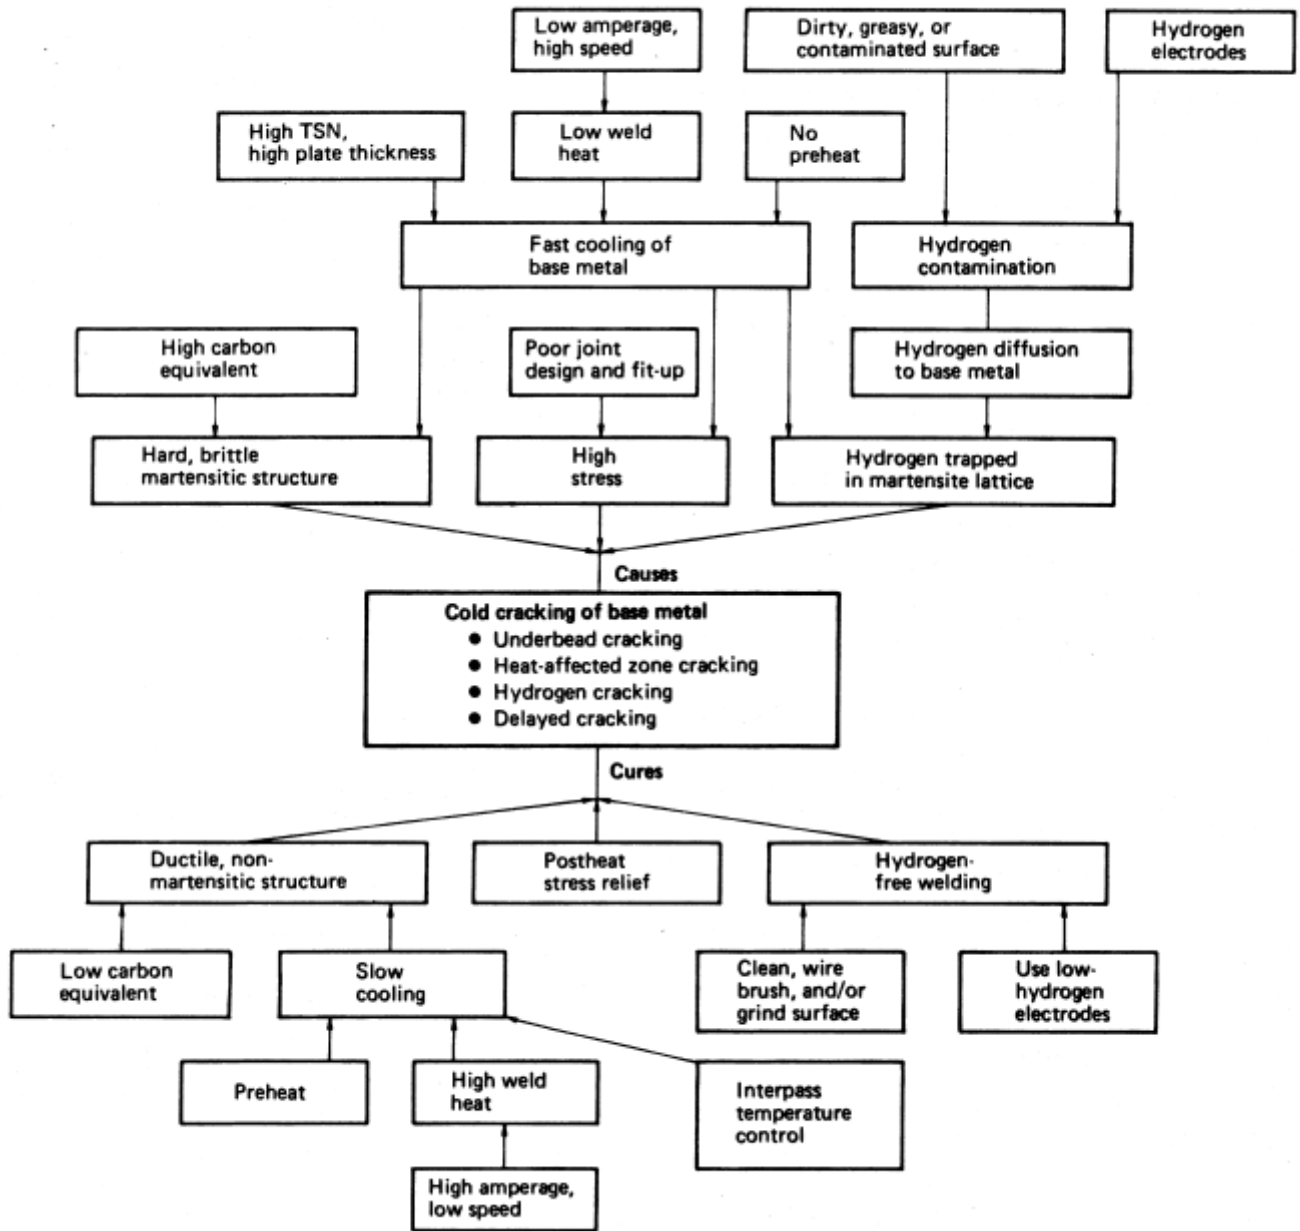 Low amperage,
high speed
Dirty, greasy, or
contaminated surface
Hydrogen
electrodes
High TSN,
high plate thickness
Low weld
heat
No
preheat
Fast cooling of
base metal
Hydrogen
contamination
High carbon
equivalent
Poor joint
design and fit-up
Hydrogen diffusion
to base metal
Hard, brittle
martensitic structure
High
stress
Hydrogen trapped
in martensite lattice
Causes
Cold cracking of base metal
● Underbead cracking
● Heat-affected zone cracking
● Hydrogen cracking
● Delayed cracking
Cures
Ductile, non-
martensitic structure
Postheat
stress relief
Hydrogen-
free welding
Low carbon
equivalent
Slow
cooling
Clean, wire
brush, and/or
grind surface
Use low-
hydrogen
electrodes
Preheat
High weld
heat
Interpass
temperature
control
High amperage,
low speed